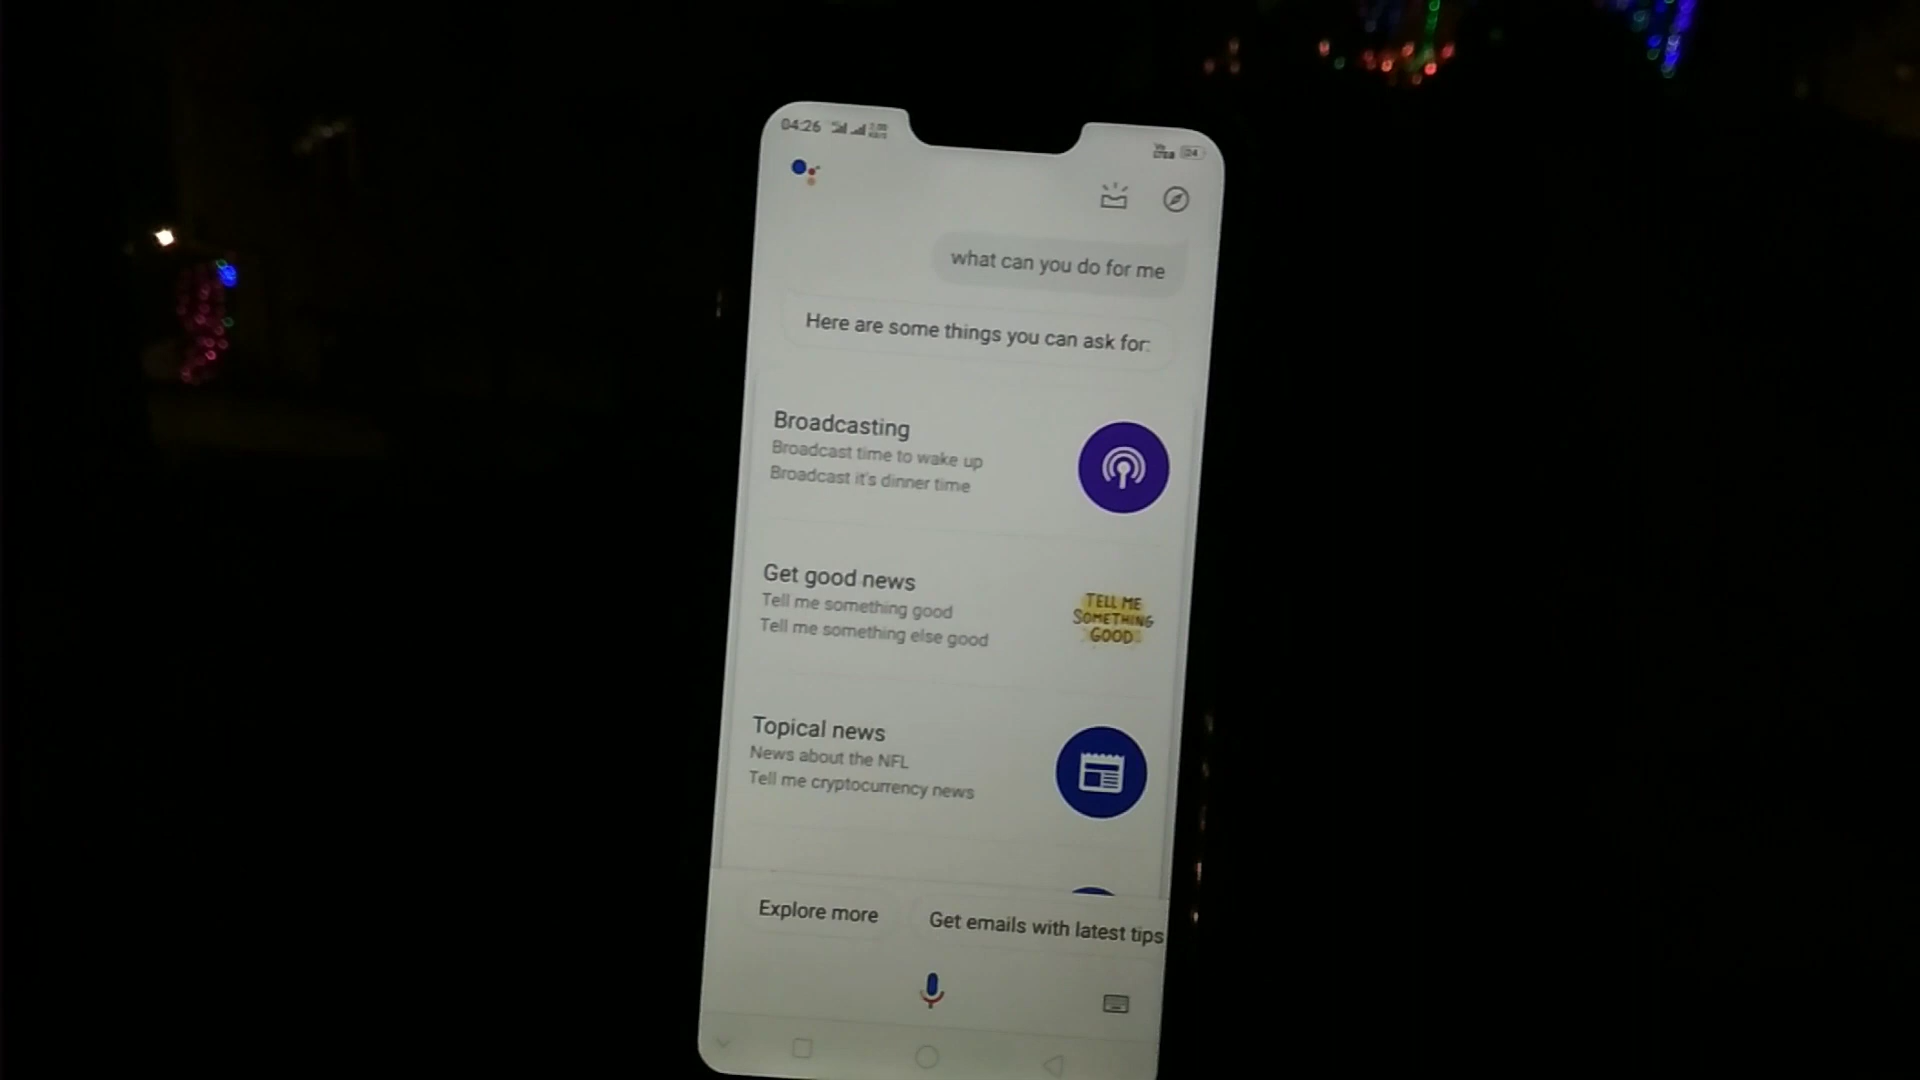 04:26
24
what can you do for me
Here are some things you can ask for:
Broadcasting
Broadcast time to wake up
Broadcast it's dinner time
Get good news
Tell me something good
Tell me something else good
TELL ME
SOMETHING
GOOD
Topical news
News about the NFL
Tell me cryptocurrency news
Explore more
Get emails with latest tips